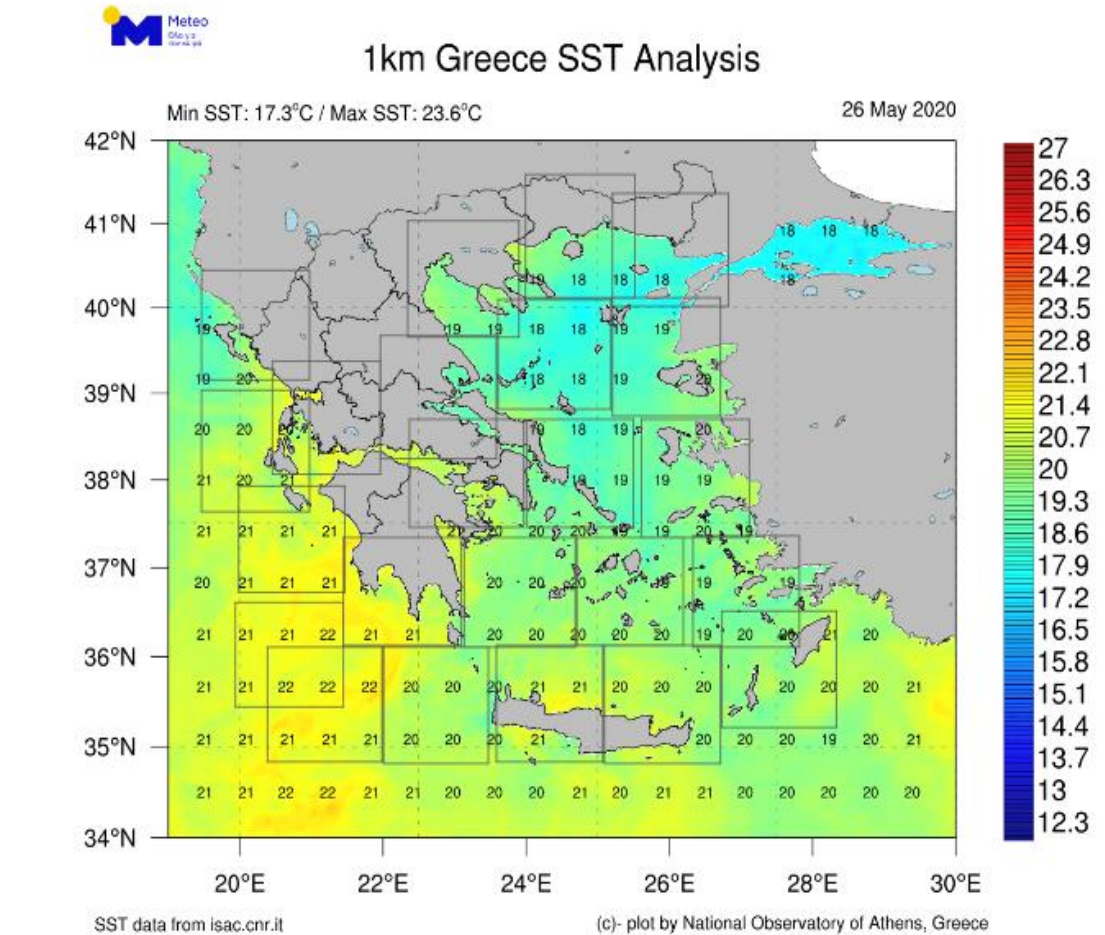 Meteo
1km Greece SST Analysis
Min SST: 17.3°C / Max SST: 23.6°C
26 May 2020
42°N
41°N
40°N
39°N
38°N
37°N
36°N
35°N
34°N
18 18 18
19 18 18 18 18
19 19 19 18 18 19 19
19 20 18 18 19 20
20 20 19 18 19 20
21 20 21 19 19 19 19
21 21 21 21 21 20 20 20 19 19 20 19
20 21 21 21 20 20 20 19 19 19
21 21 21 22 21 21 20 20 20 20 20 19 20 20 21 20
21 21 22 22 22 20 20 20 21 21 20 20 20 20 20 20 21
21 21 21 21 21 20 20 20 21 20 20 20 19 20 21
21 21 22 22 21 21 20 20 20 21 20 21 21 20 20 20 20 20
20°E 22°E 24°E 26°E 28°E 30°E
27
26.3
25.6
24.9
24.2
23.5
22.8
22.1
21.4
20.7
20
19.3
18.6
17.9
17.2
16.5
15.8
15.1
14.4
13.7
13
12.3
SST data from isac.cnr.it
(c)- plot by National Observatory of Athens, Greece